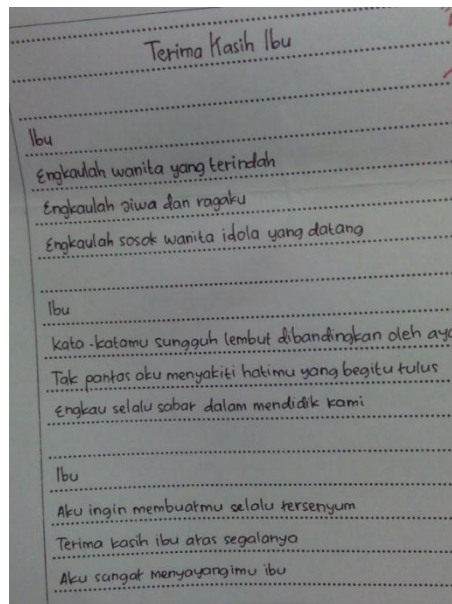 Terima Kasih Ibu
Ibu
Engkaulah wanita yang terindah
Engkaulah jiwa dan ragaku
Engkaulah sosok wanita idola yang datang
Ibu
Kata-katamu sungguh lembut dibandingkan oleh aya
Tak pantas aku menyakiti hatimu yang begitu tulus
Engkau selalu sabar dalam mendidik kami
Ibu
Aku ingin membuatmu selalu tersenyum
Terima kasih ibu atas segalanya
Aku sangat menyayangimu ibu